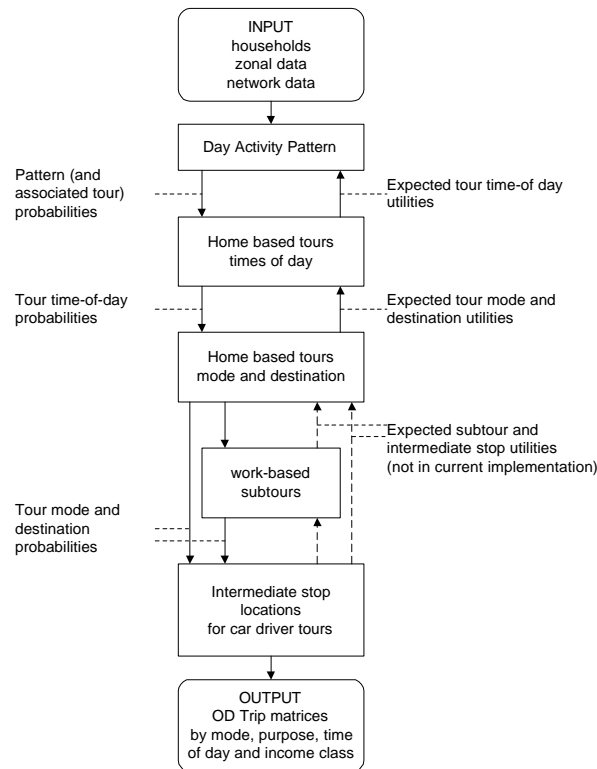 INPUT
households
zonal data
network data
Day Activity Pattern
Pattern (and
associated tour)
probabilities
Expected tour time-of day
utilities
Home based tours
times of day
Tour time-of-day
probabilities
Expected tour mode and
destination utilities
Home based tours
mode and destination
Expected subtour and
intermediate stop utilities
(not in current implementation)
work-based
subtours
Tour mode and
destination
probabilities
Intermediate stop
locations
for car driver tours
OUTPUT
OD Trip matrices
by mode, purpose, time
of day and income class